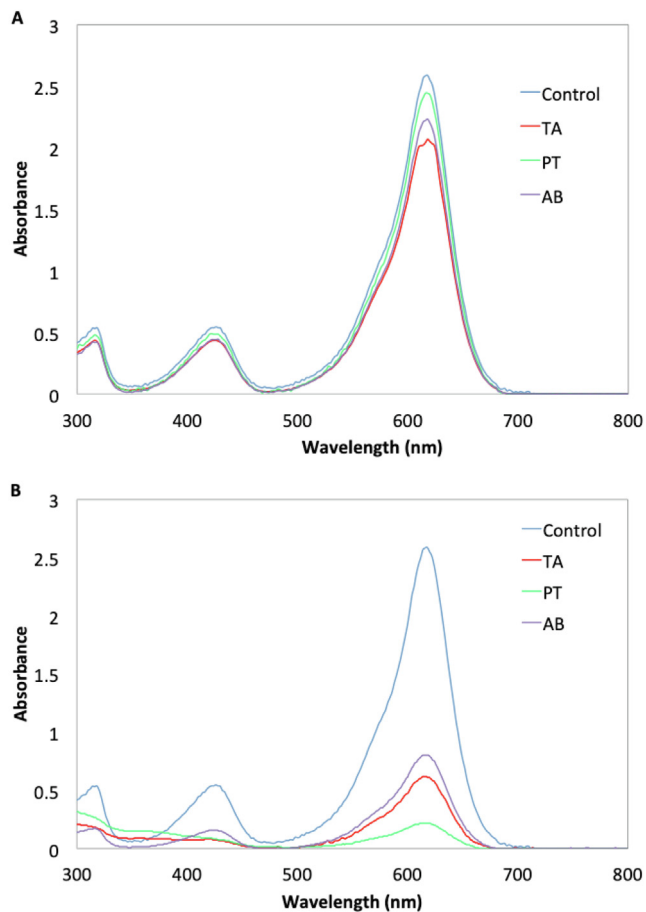 A
3
2.5
2
1.5
1
0.5
0
Absorbance
Control
TA
PT
AB
300 400 500 600 700 800
Wavelength (nm)
B
3
2.5
2
1.5
1
0.5
0
Absorbance
Control
TA
PT
AB
300 400 500 600 700 800
Wavelength (nm)